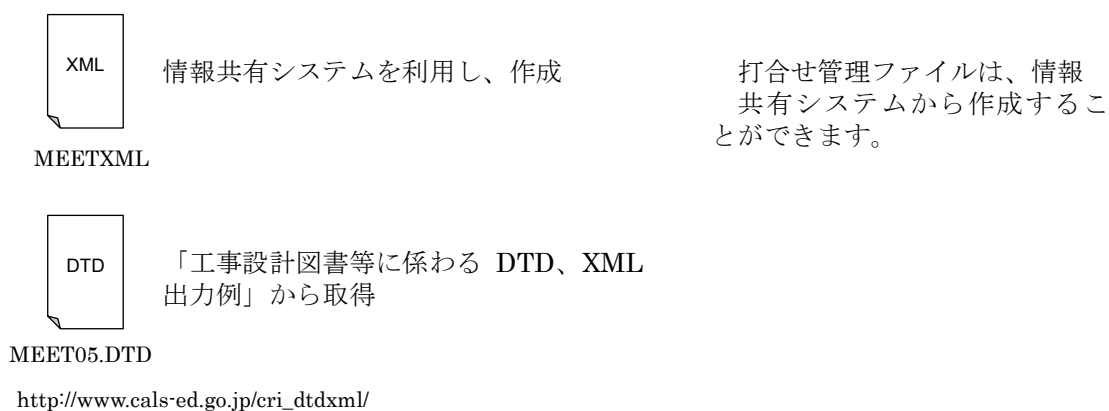 XML
情報共有システムを利用し、作成
MEETXML
打合せ管理ファイルは、情報
共有システムから作成するこ
とができます。
DTD
「工事設計図書等に係わる DTD、XML
出力例」から取得
MEET05.DTD
http://www.cals-ed.go.jp/cri_dtdxml/